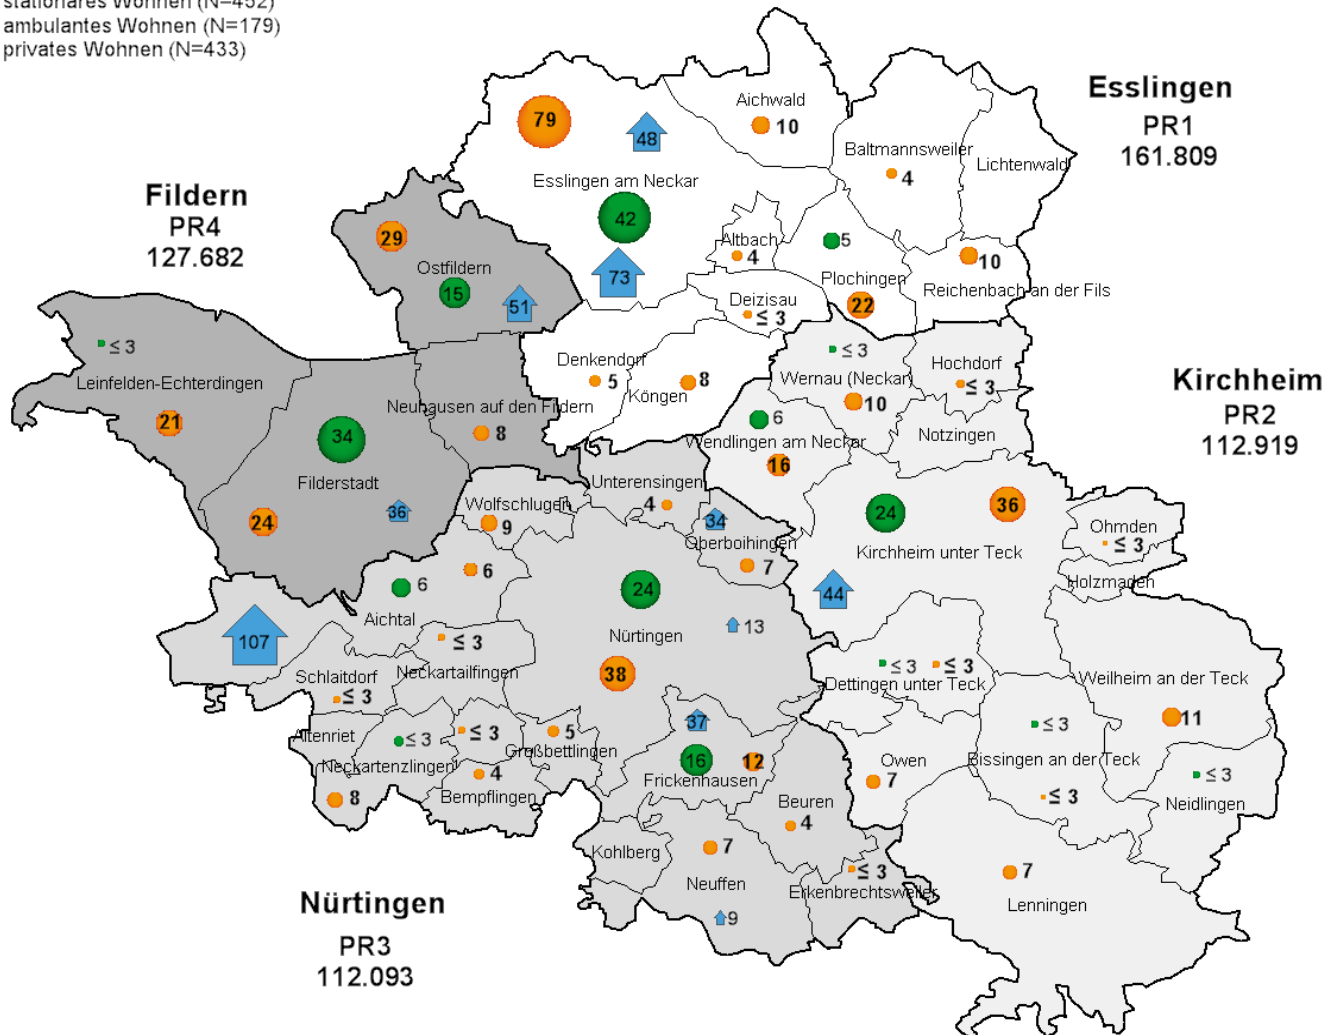 stationäres Wohnen (N=452)
ambulantes Wohnen (N=179)
privates Wohnen (N=433)
Esslingen
PR1
161.809
Fildern
PR4
127.682
Kirchheim
PR2
112.919
Nürtingen
PR3
112.093
79
48
Esslingen am Neckar
42
73
Aichwald
10
Baltmannsweiler
4
Lichtenwald
Altbach
4
5
Plochingen
22
10
Reichenbach an der Fils
Deizisau
≤ 3
Denkendorf
5
8
Köngen
29
Ostfildern
15
51
≤ 3
Leinfelden-Echterdingen
21
34
Filderstadt
24
36
Neuhausen auf den Fildern
8
≤ 3
Wernau (Neckar)
10
Hochdorf
≤ 3
Notzingen
6
Wendlingen am Neckar
16
24
36
Kirchheim unter Teck
44
Ohmden
≤ 3
Holzmaden
≤ 3
≤ 3
Dettingen unter Teck
Weilheim an der Teck
11
≤ 3
Bissingen an der Teck
≤ 3
Owen
7
≤ 3
Neidlingen
7
Lenningen
Unterensingen
4
Wolfschlugen
9
34
Oberboihingen
7
6
6
Aichtal
107
24
Nürtingen
13
38
≤ 3
Neckartailfingen
Schlaitdorf
≤ 3
Altenriet
≤ 3
Neckartenzlingen
8
≤ 3
4
Bempflingen
5
Großbettlingen
37
16
12
Frickenhausen
Beuren
4
Kohlberg
7
Neuffen
9
≤ 3
Erkenbrechtsweiler